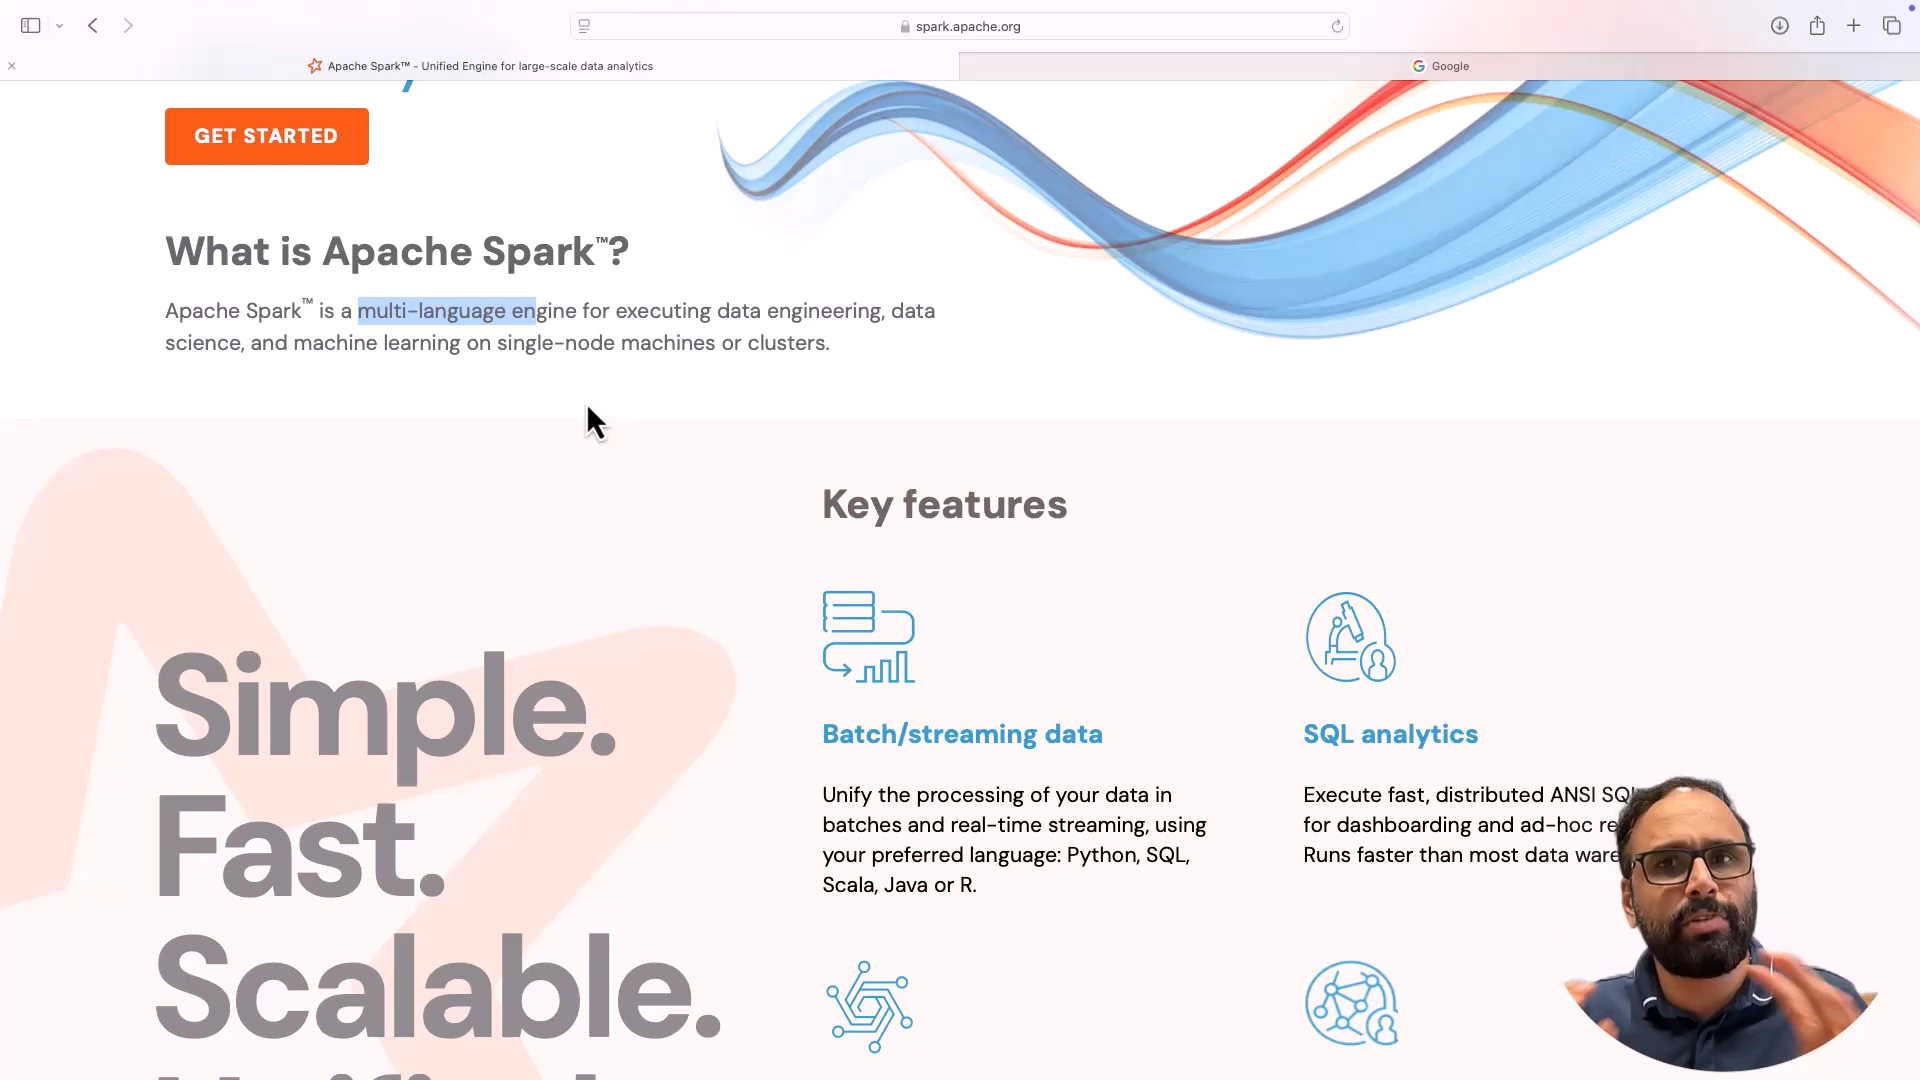 spark.apache.org
Apache Spark™ - Unified Engine for large-scale data analytics
Google
GET STARTED
What is Apache Spark™?
Apache Spark™ is a multi-language engine for executing data engineering, data
science, and machine learning on single-node machines or clusters.
Key features
Simple.
Fast.
Scalable.
Batch/streaming data
Unify the processing of your data in
batches and real-time streaming, using
your preferred language: Python, SQL,
Scala, Java or R.
SQL analytics
Execute fast, distributed ANSI SQ
for dashboarding and ad-hoc re
Runs faster than most data ware